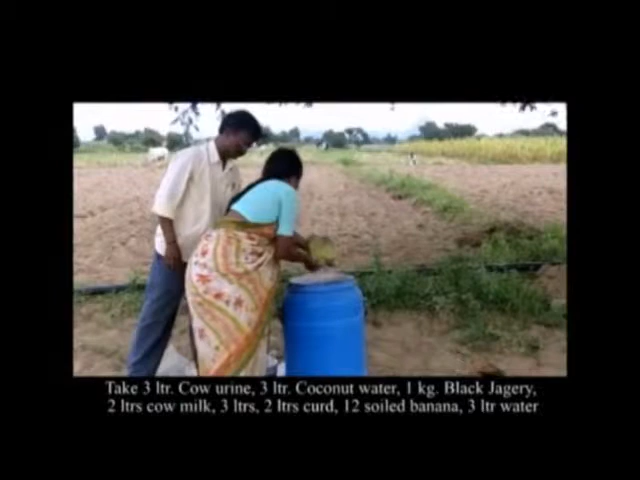 Take 3 ltr. Cow urine, 3 ltr. Coconut water, 1 kg. Black Jagery,
2 ltrs cow milk, 3 ltrs, 2 ltrs curd, 12 soiled banana, 3 ltr water